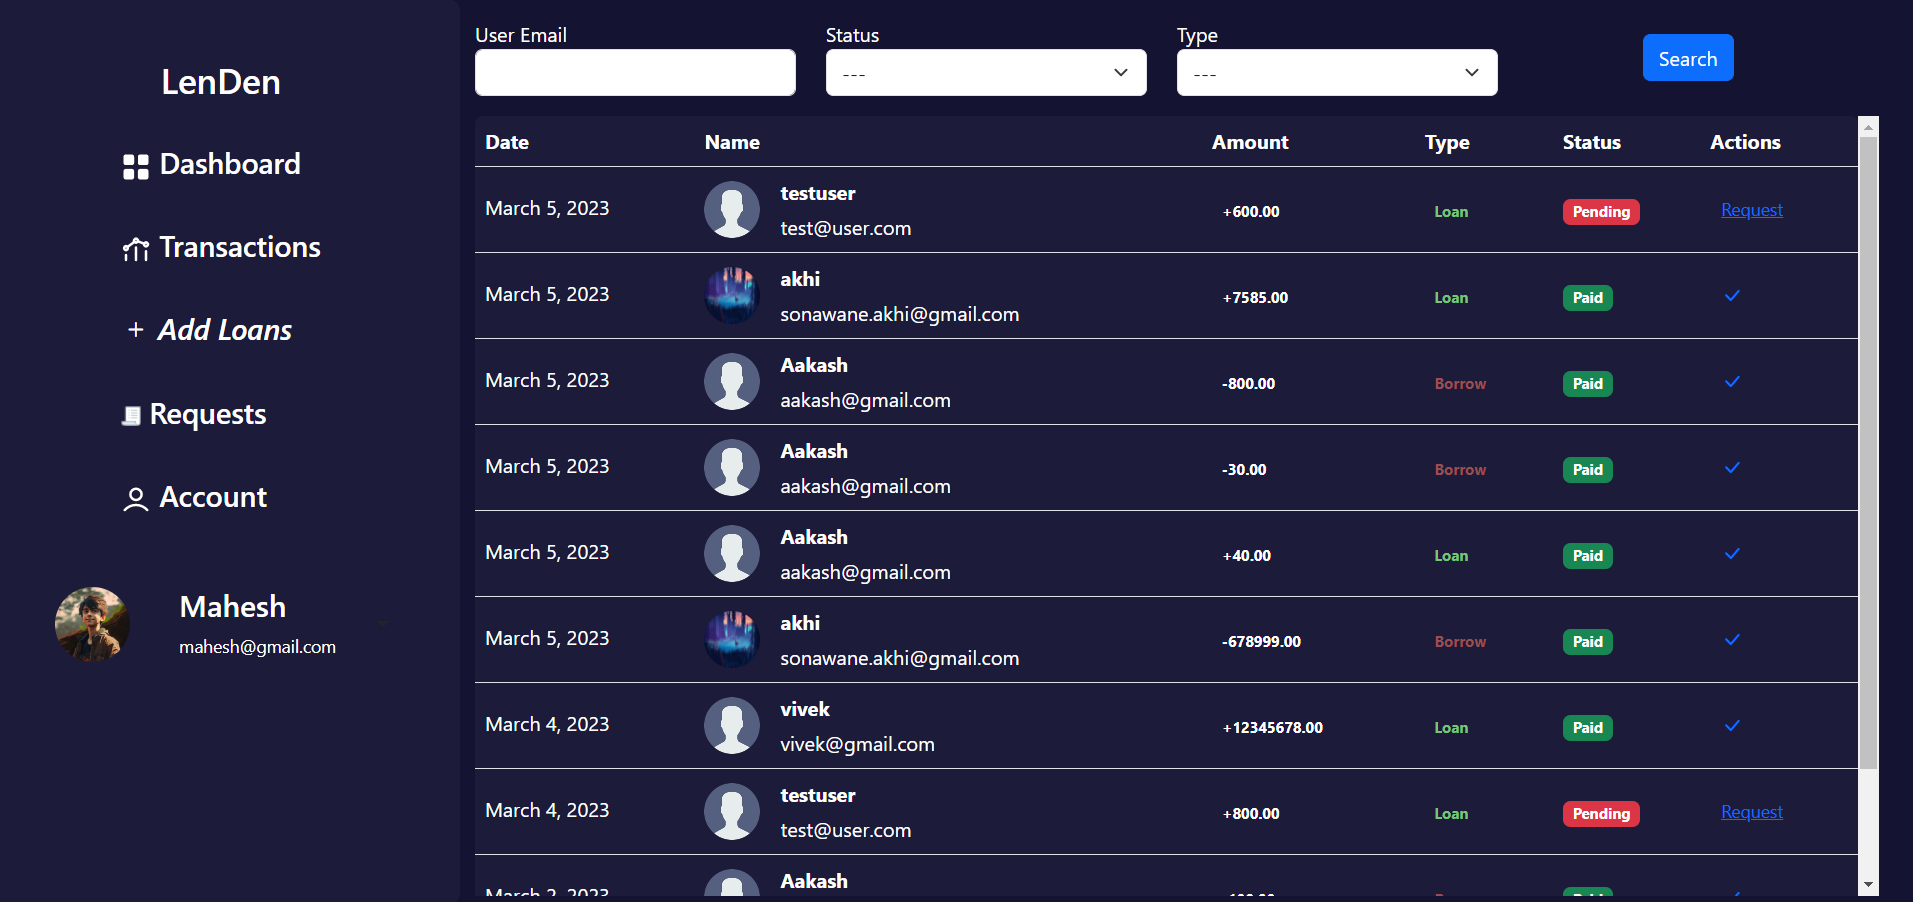 LenDen
Dashboard
Transactions
+ Add Loans
Requests
Account
Mahesh
mahesh@gmail.com
User Email Status Type
--- --- Search
Date Name Amount Type Status Actions
March 5, 2023 testuser +600.00 Loan Pending Request
test@user.com
March 5, 2023 akhi +7585.00 Loan Paid
sonawane.akhi@gmail.com
March 5, 2023 Aakash -800.00 Borrow Paid
aakash@gmail.com
March 5, 2023 Aakash -30.00 Borrow Paid
aakash@gmail.com
March 5, 2023 Aakash +40.00 Loan Paid
aakash@gmail.com
March 5, 2023 akhi -678999.00 Borrow Paid
sonawane.akhi@gmail.com
March 4, 2023 vivek +12345678.00 Loan Paid
vivek@gmail.com
March 4, 2023 testuser +800.00 Loan Pending Request
test@user.com
March 2, 2023 Aakash Paid